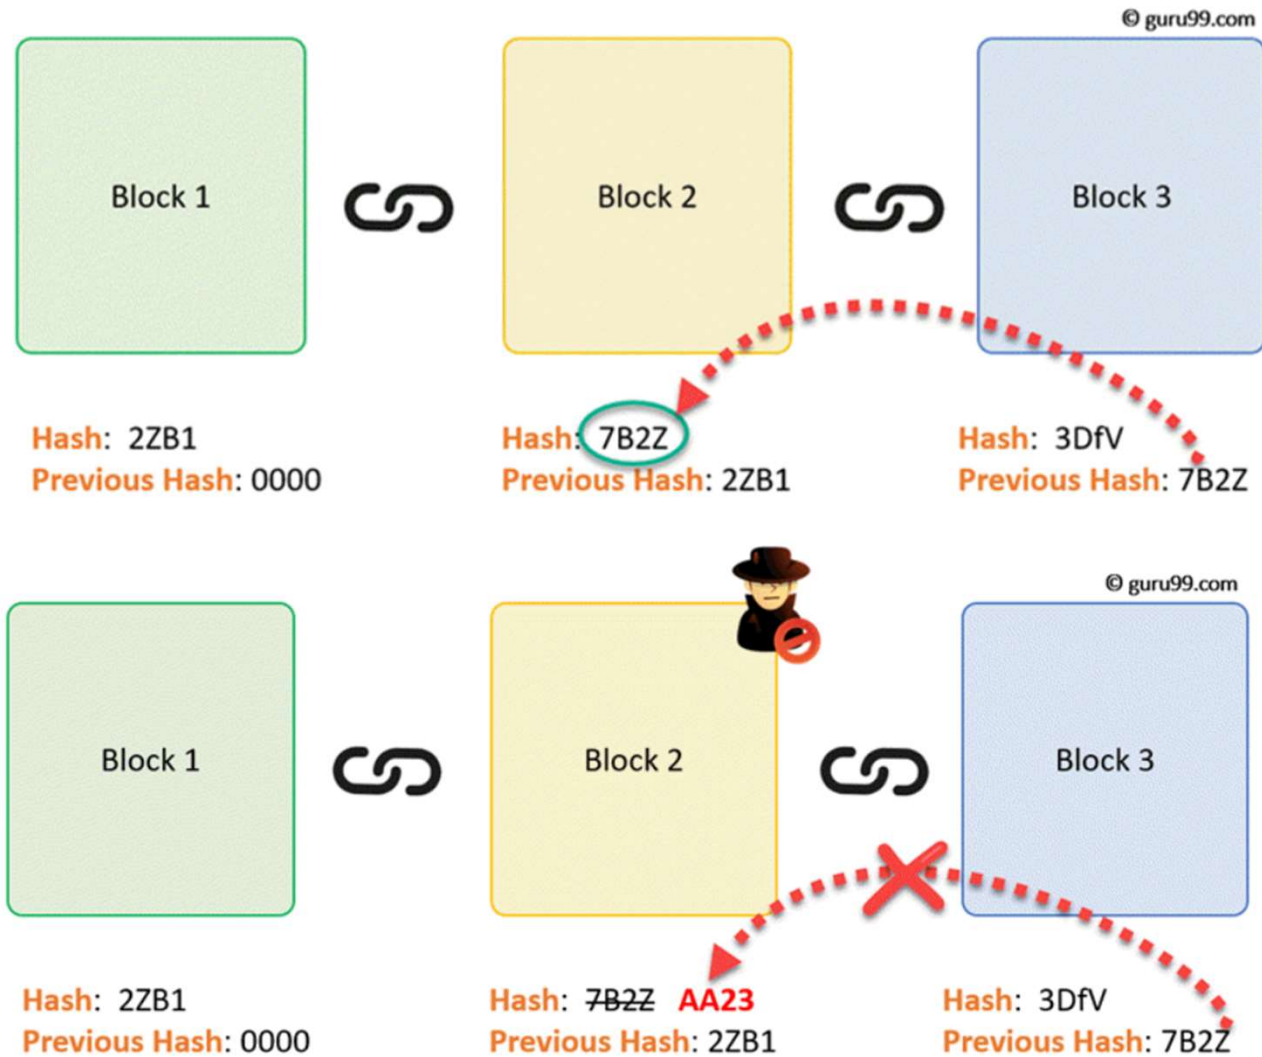 © guru99.com
Block 1
Block 2
Block 3
Hash: 2ZB1
Previous Hash: 0000
Hash: 7B2Z
Previous Hash: 2ZB1
Hash: 3DfV
Previous Hash: 7B2Z
© guru99.com
Block 1
Block 2
Block 3
Hash: 2ZB1
Previous Hash: 0000
Hash: 7B2Z AA23
Previous Hash: 2ZB1
Hash: 3DfV
Previous Hash: 7B2Z